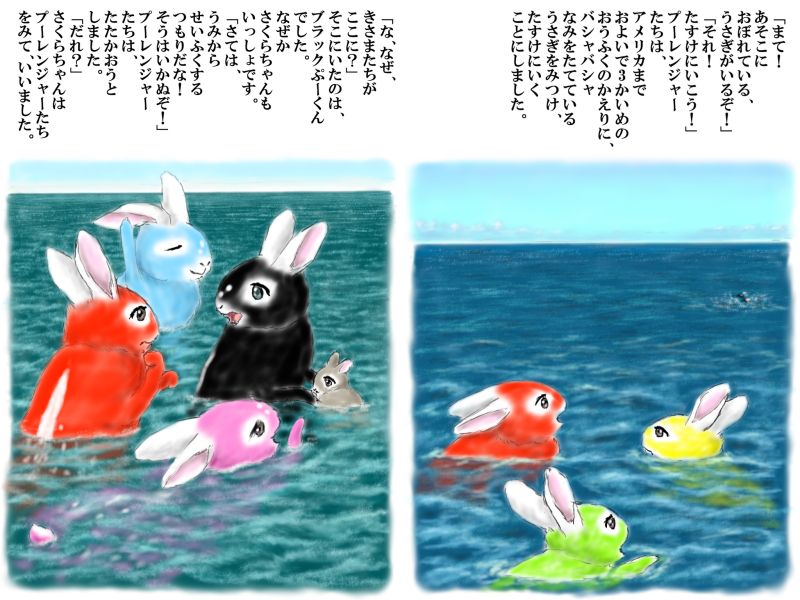 「まて！
あそこに
おぼれている、
うさぎがいるぞ！」
「それ！
たすけにいこう！」
プーレンジャー
たちは、
アメリカまで
およいで３かいめの
おうふくのかえりに、
バシャバシャ
なみをたてている
うさぎをみつけ、
たすけにいく
ことにしました。
「な、なぜ、
きさまたちが
ここに？」
そこにいたのは、
ブラックぷーくん
でした。
なぜか
さくらちゃんも
いっしょです。
「さては、
うみから
せいふくする
つもりだな！
そうはいかぬぞ！」
プーレンジャー
たちは、
たたかおうと
しました。
「だれ？」
さくらちゃんは
プーレンジャーたち
をみて、いいました。